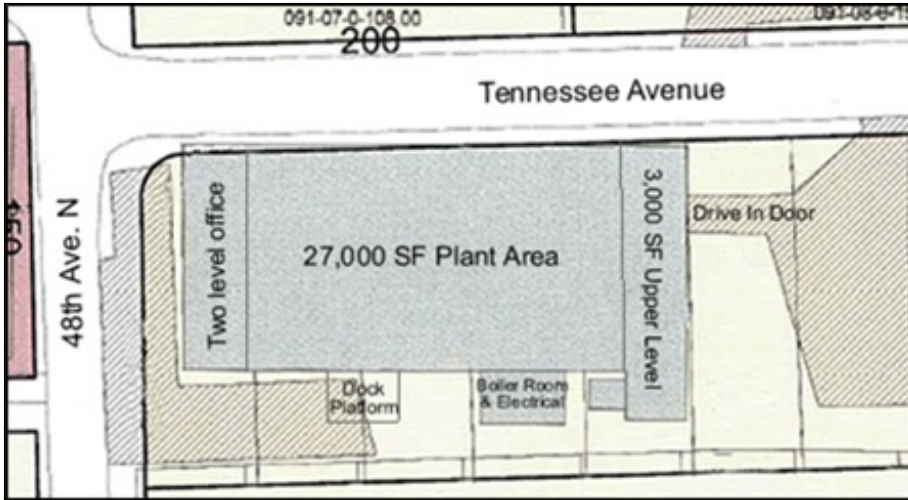 091-07-0-108.00
200
Tennessee Avenue
48th Ave. N
Two level office
27,000 SF Plant Area
3,000 SF Upper Level
Drive In Door
Dock
Platform
Boiler Room
& Electrical